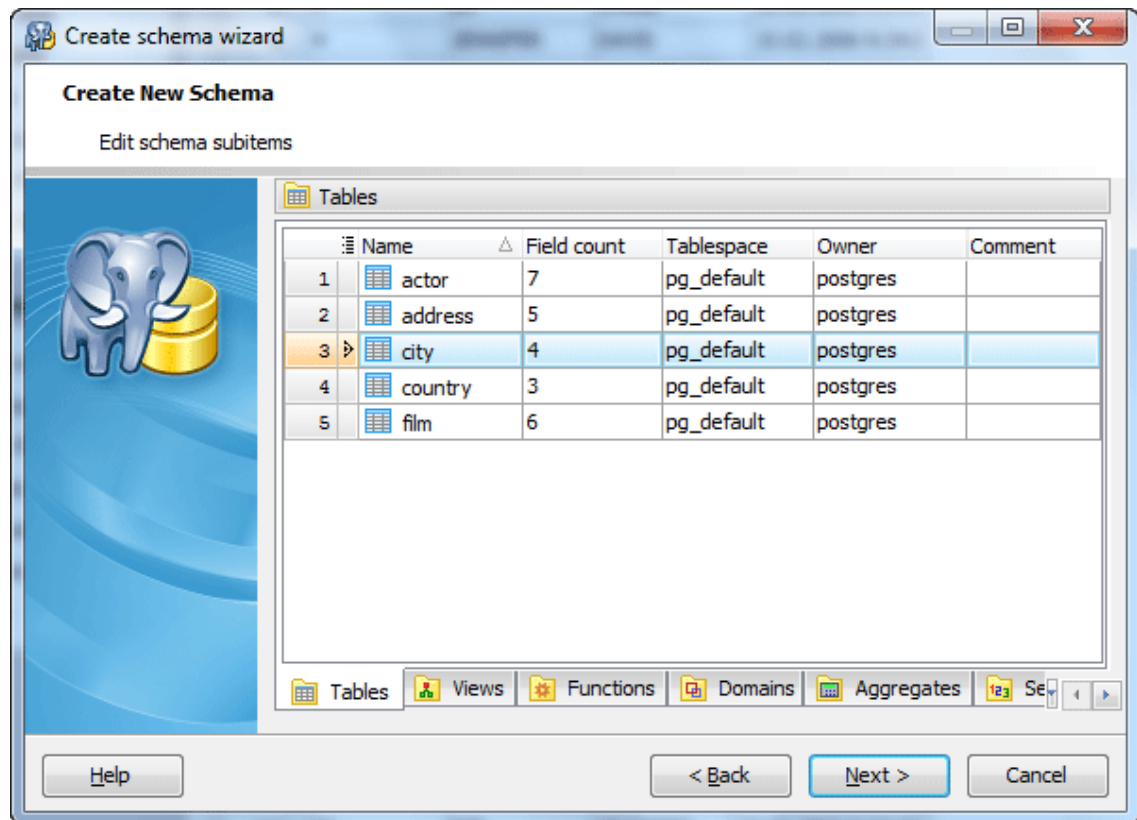 Create schema wizard
Create New Schema
Edit schema subitems
Tables
Name Field count Tablespace Owner Comment
1 actor 7 pg_default postgres
2 address 5 pg_default postgres
3 city 4 pg_default postgres
4 country 3 pg_default postgres
5 film 6 pg_default postgres
Tables Views Functions Domains Aggregates Se
Help < Back Next > Cancel